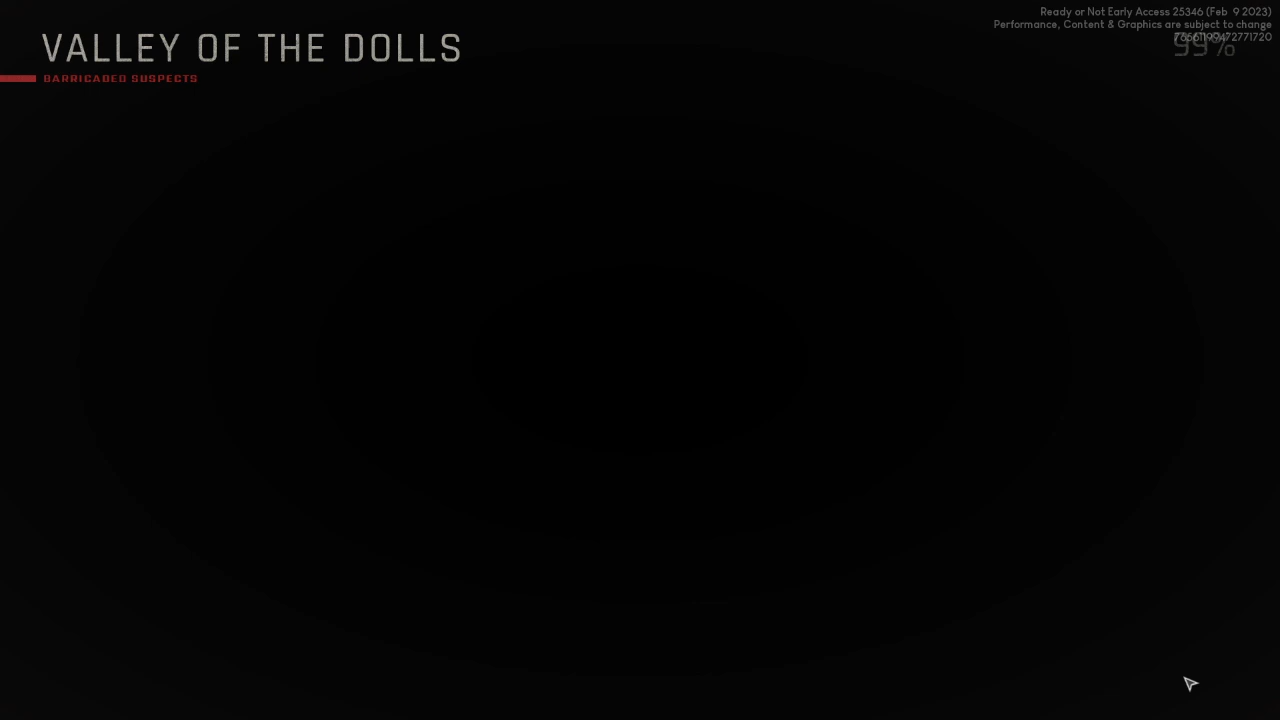 VALLEY OF THE DOLLS
BARRICADED SUSPECTS
Ready or Not Early Access 25346 (Feb 9 2023)
Performance, Content & Graphics are subject to change
99%